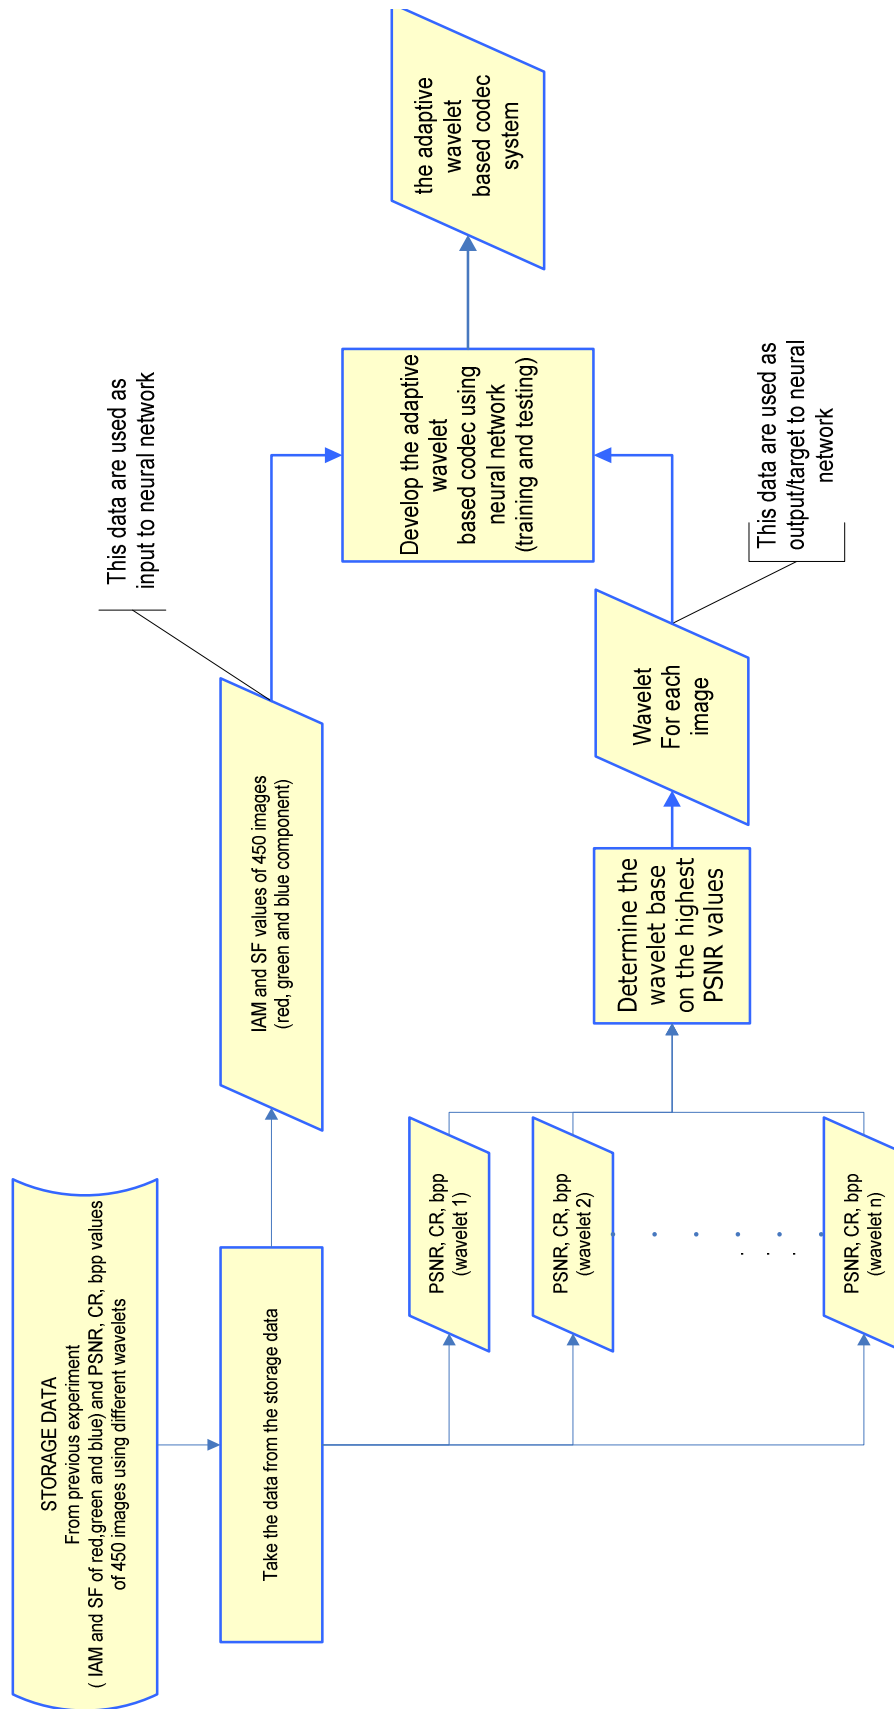 STORAGE DATA
From previous experiment
( IAM and SF of red,green and blue) and PSNR, CR, bpp values
of 450 images using different wavelets
Take the data from the storage data
IAM and SF values of 450 images
(red, green and blue component)
This data are used as
input to neural network
PSNR, CR, bpp
(wavelet 1)
PSNR, CR, bpp
(wavelet 2)
. . .
PSNR, CR, bpp
(wavelet n)
Determine the
wavelet base
on the highest
PSNR values
Wavelet
For each
image
This data are used as
output/target to neural
network
Develop the adaptive
wavelet
based codec using
neural network
(training and testing)
the adaptive
wavelet
based codec
system